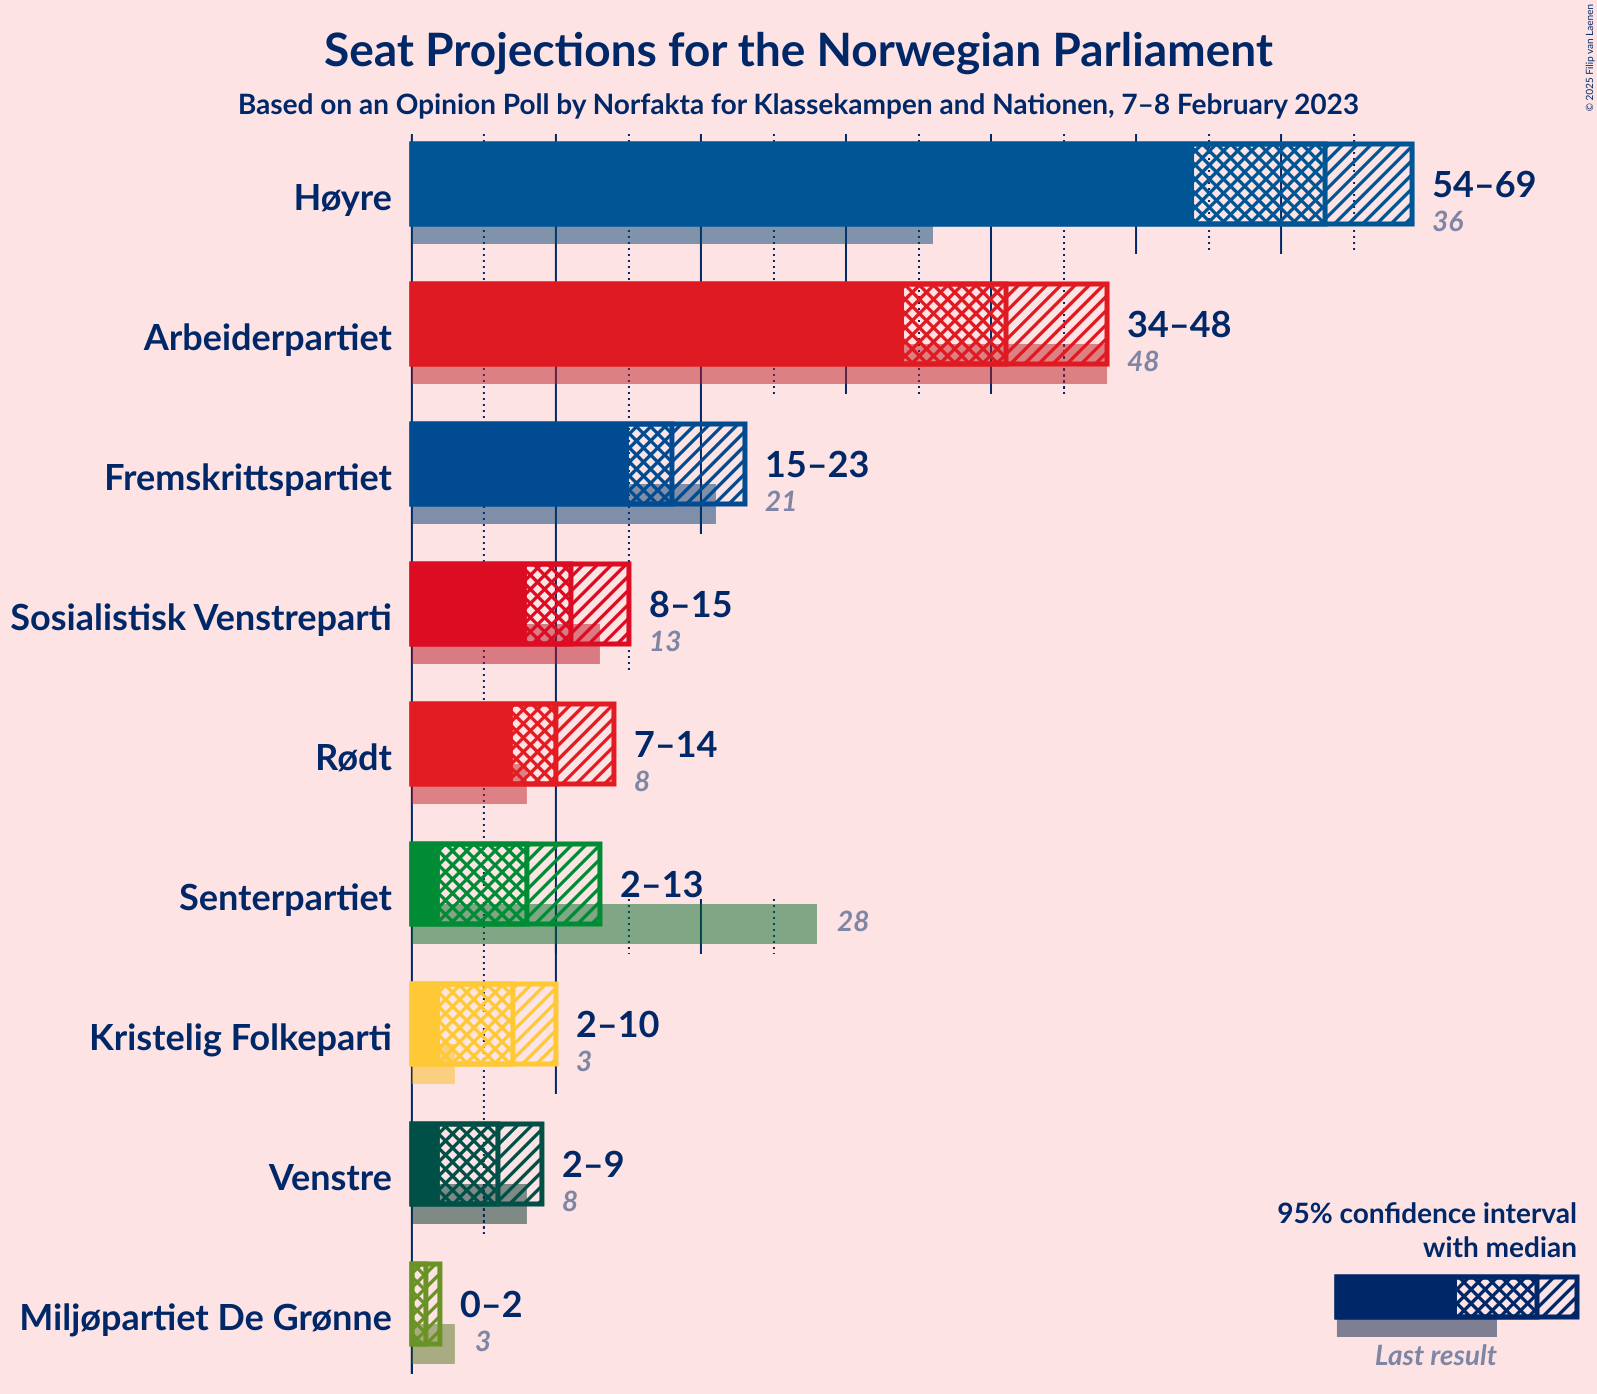 Seat Projections for the Norwegian Parliament
Based on an Opinion Poll by Norfakta for Klassekampen and Nationen, 7–8 February 2023
© 2025 Filip van Laenen
Høyre
54–69
36
Arbeiderpartiet
34–48
48
Fremskrittspartiet
15–23
21
Sosialistisk Venstreparti
8–15
13
Rødt
7–14
8
Senterpartiet
2–13
28
Kristelig Folkeparti
2–10
3
Venstre
2–9
8
Miljøpartiet De Grønne
0–2
3
95% confidence interval
with median
Last result